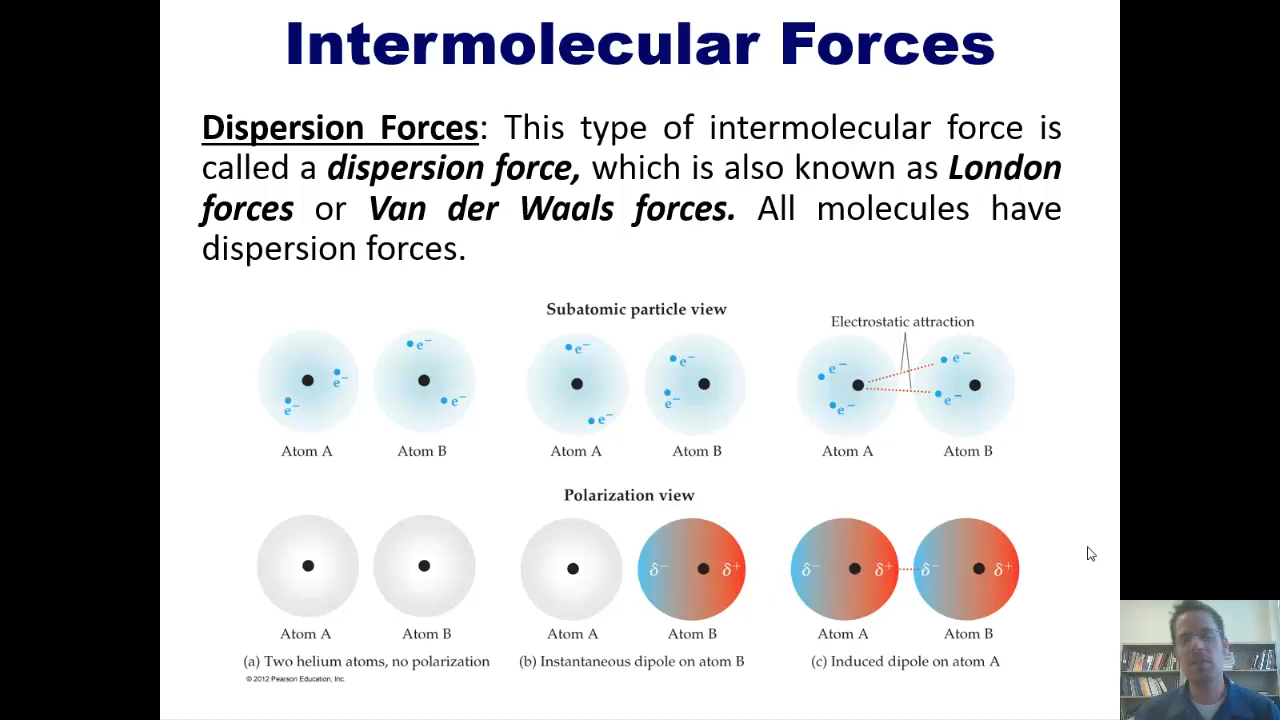 Intermolecular Forces
Dispersion Forces: This type of intermolecular force is
called a dispersion force, which is also known as London
forces or Van der Waals forces. All molecules have
dispersion forces.
Subatomic particle view
Electrostatic attraction
e⁻ e⁻ e⁻ e⁻ e⁻ e⁻ e⁻ e⁻ e⁻ e⁻ e⁻ e⁻
Atom A Atom B Atom A Atom B Atom A Atom B
Polarization view
δ⁻ δ⁺ δ⁻ δ⁺ δ⁻ δ⁺
Atom A Atom B Atom A Atom B Atom A Atom B
(a) Two helium atoms, no polarization (b) Instantaneous dipole on atom B (c) Induced dipole on atom A
© 2012 Pearson Education, Inc.